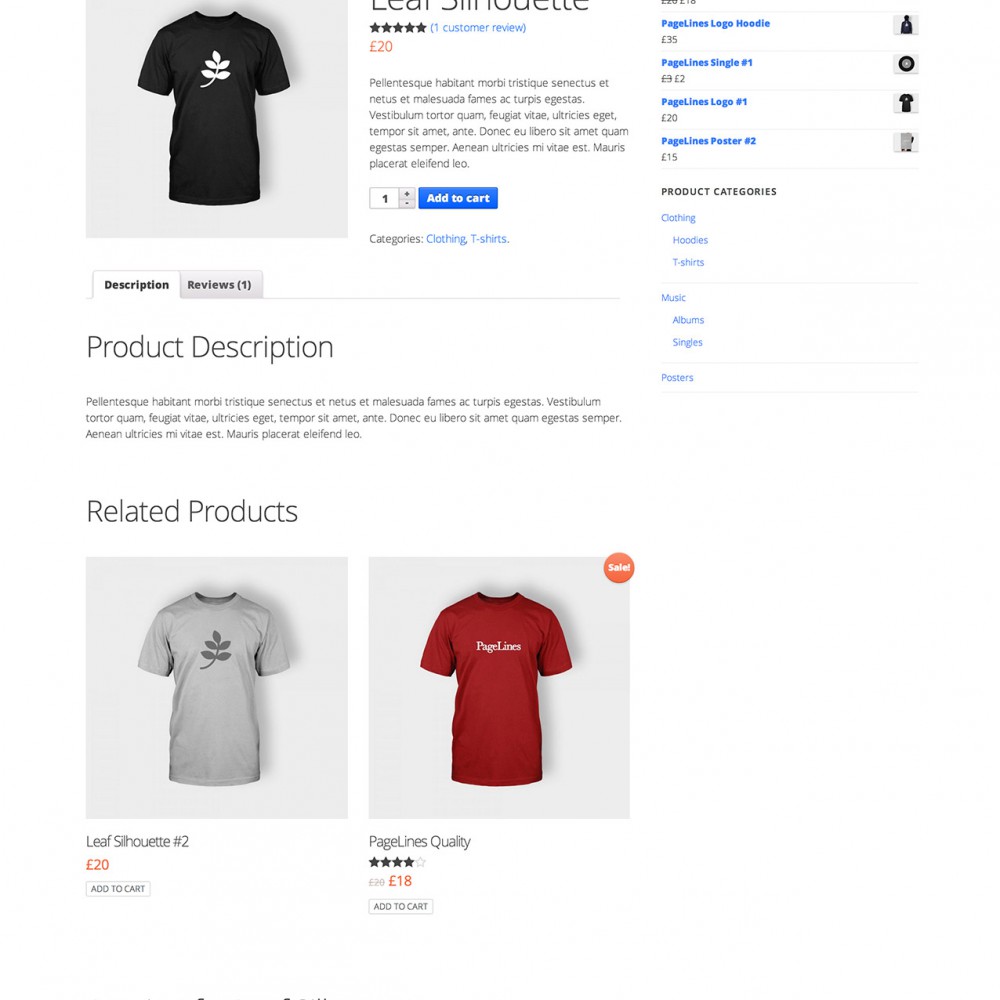 Leaf Silhouette
(1 customer review)
£20
Pellentesque habitant morbi tristique senectus et
netus et malesuada fames ac turpis egestas.
Vestibulum tortor quam, feugiat vitae, ultricies eget,
tempor sit amet, ante. Donec eu libero sit amet quam
egestas semper. Aenean ultricies mi vitae est. Mauris
placerat eleifend leo.
1 + -
Add to cart
Categories: Clothing, T-shirts.
Description
Reviews (1)
Product Description
Pellentesque habitant morbi tristique senectus et netus et malesuada fames ac turpis egestas. Vestibulum
tortor quam, feugiat vitae, ultricies eget, tempor sit amet, ante. Donec eu libero sit amet quam egestas semper.
Aenean ultricies mi vitae est. Mauris placerat eleifend leo.
Related Products
Leaf Silhouette #2
£20
ADD TO CART
Sale!
PageLines
PageLines Quality
£20 £18
ADD TO CART
£20 £18
PageLines Logo Hoodie
£35
PageLines Single #1
£3 £2
PageLines Logo #1
£20
PageLines Poster #2
£15
PRODUCT CATEGORIES
Clothing
Hoodies
T-shirts
Music
Albums
Singles
Posters